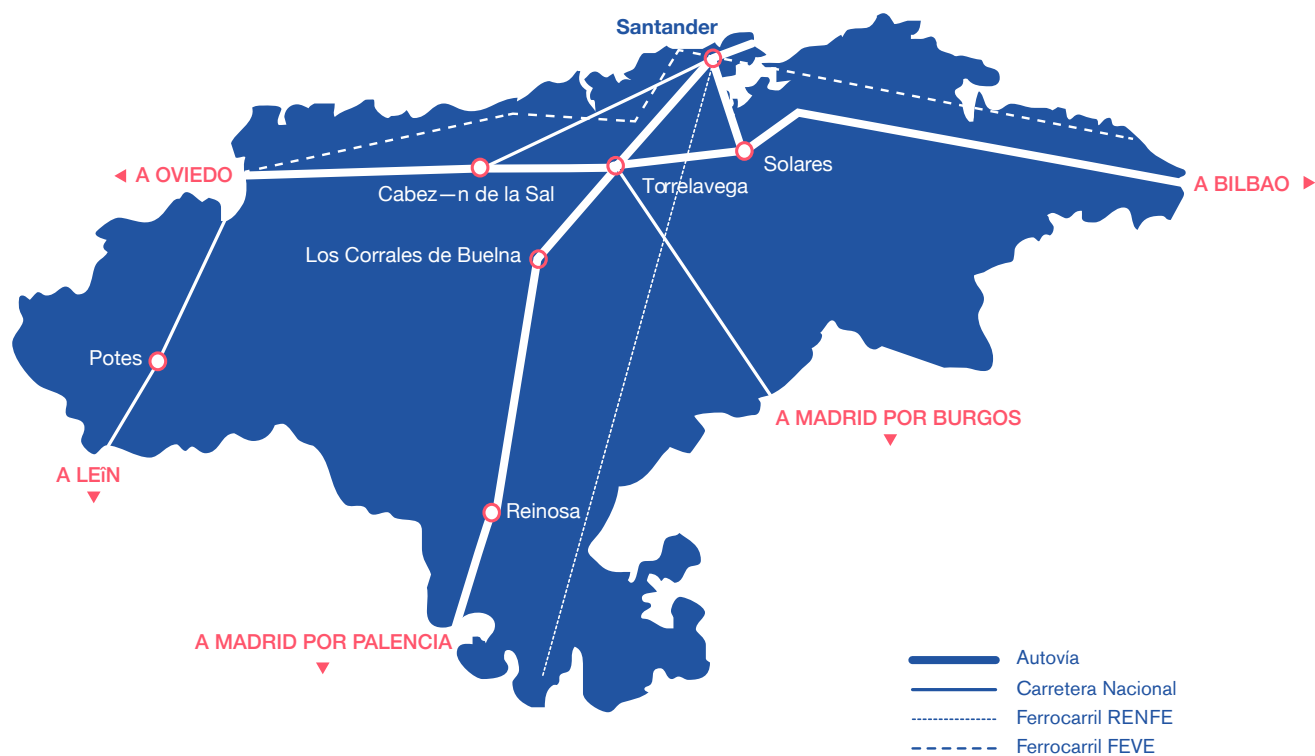 Santander
A OVIEDO
Cabez—n de la Sal
Torrelavega
Solares
A BILBAO
Los Corrales de Buelna
Potes
A MADRID POR BURGOS
A LEîN
Reinosa
A MADRID POR PALENCIA
Autovía
Carretera Nacional
Ferrocarril RENFE
Ferrocarril FEVE